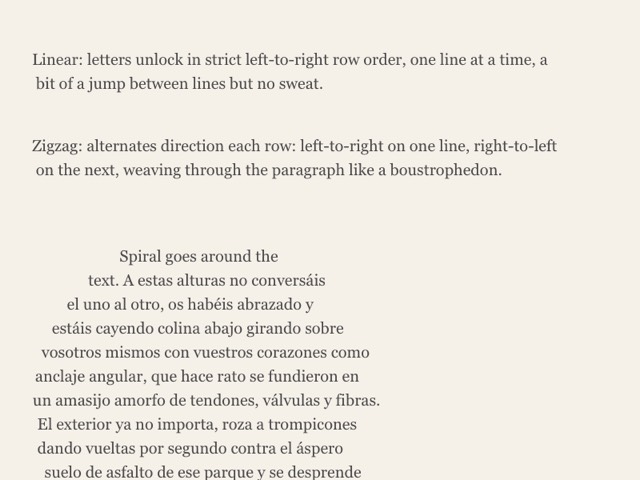 Linear: letters unlock in strict left-to-right row order, one line at a time, a
bit of a jump between lines but no sweat.
Zigzag: alternates direction each row: left-to-right on one line, right-to-left
on the next, weaving through the paragraph like a boustrophedon.
Spiral goes around the
text. A estas alturas no conversáis
el uno al otro, os habéis abrazado y
estáis cayendo colina abajo girando sobre
vosotros mismos con vuestros corazones como
anclaje angular, que hace rato se fundieron en
un amasijo amorfo de tendones, válvulas y fibras.
El exterior ya no importa, roza a trompicones
dando vueltas por segundo contra el áspero
suelo de asfalto de ese parque y se desprende